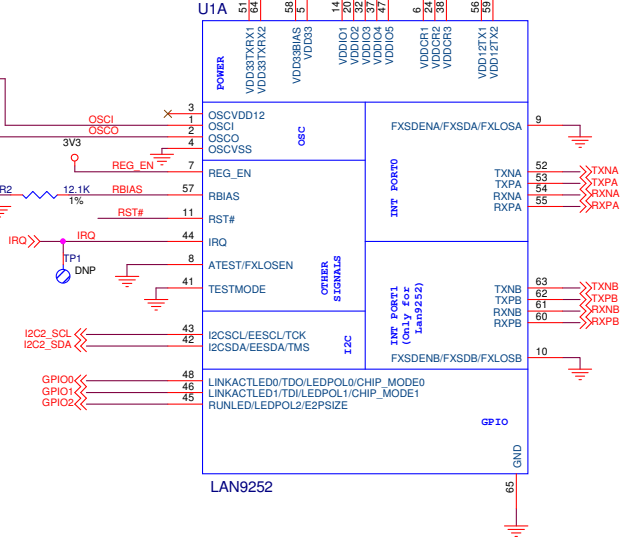 U1A
51
64
58
5
14
20
32
37
47
6
24
38
56
59
VDD33TXRX1
VDD33TXRX2
VDD33BIAS
VDD33
VDDIO1
VDDIO2
VDDIO3
VDDIO4
VDDIO5
VDDCR1
VDDCR2
VDDCR3
VDD12TX1
VDD12TX2
POWER
3 OSCVDD12
OSCI 1 OSCI
OSCO 2 OSCO
4 OSCVSS
OSC
FXSDENA/FXSDA/FXLOSA 9
3V3
REG_EN 7 REG_EN
R2 12.1K 1% RBIAS 57 RBIAS
RST# 11 RST#
IRQ IRQ 44 IRQ
TP1
DNP
8 ATEST/FXLOSEN
41 TESTMODE
OTHER
SIGNALS
INT PORT0
TXNA 52 TXNA
TXPA 53 TXPA
RXNA 54 RXNA
RXPA 55 RXPA
INT PORT1
(Only for
Lan9252)
TXNB 63 TXNB
TXPB 62 TXPB
RXNB 61 RXNB
RXPB 60 RXPB
FXSDENB/FXSDB/FXLOSB 10
I2C2_SCL 43 I2CSCL/EESCL/TCK
I2C2_SDA 42 I2CSDA/EESDA/TMS
I2C
GPIO0 48 LINKACTLED0/TDO/LEDPOL0/CHIP_MODE0
GPIO1 46 LINKACTLED1/TDI/LEDPOL1/CHIP_MODE1
GPIO2 45 RUNLED/LEDPOL2/E2PSIZE
GPIO
GND
65
LAN9252